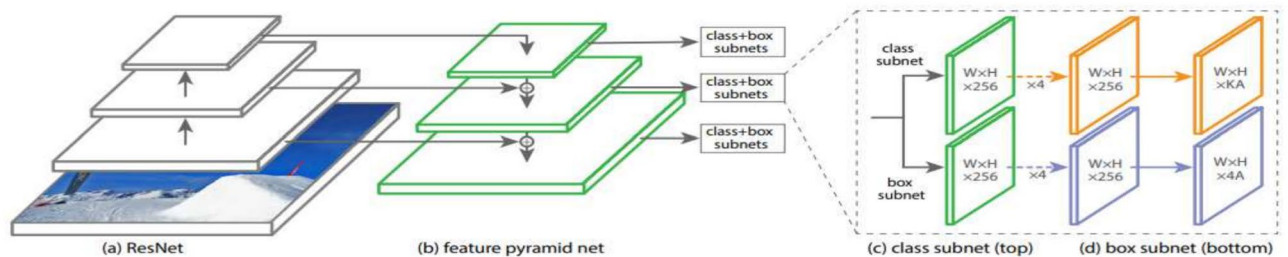 class+box
subnets
class+box
subnets
class+box
subnets
class
subnet
box
subnet
W×H
×256
×4
W×H
×256
W×H
×KA
W×H
×256
×4
W×H
×256
W×H
×4A
(a) ResNet
(b) feature pyramid net
(c) class subnet (top)
(d) box subnet (bottom)